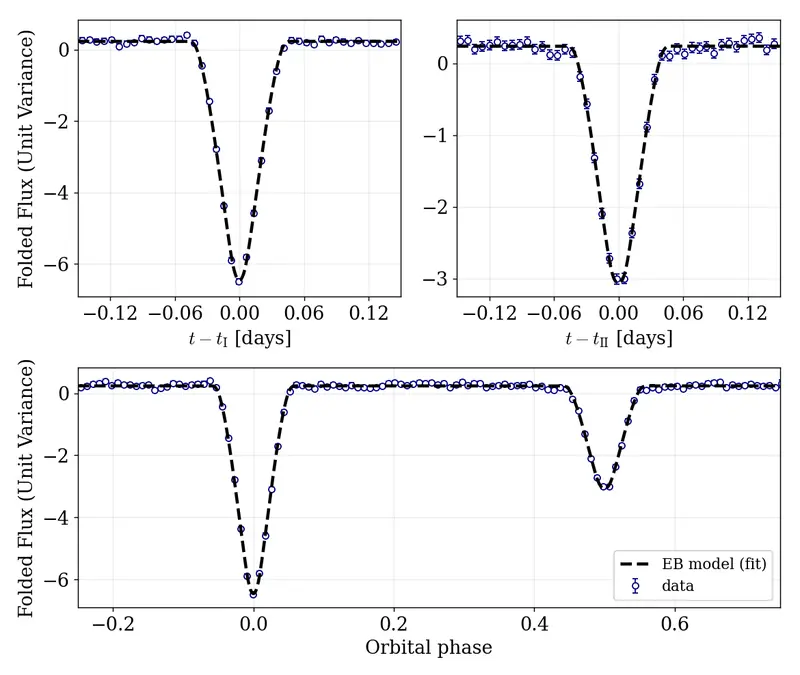 Folded Flux (Unit Variance)
0
−2
−4
−6
−0.12 −0.06 0.00 0.06 0.12
t − tI [days]
0
−1
−2
−3
−0.12 −0.06 0.00 0.06 0.12
t − tII [days]
Folded Flux (Unit Variance)
0
−2
−4
−6
EB model (fit)
data
−0.2 0.0 0.2 0.4 0.6
Orbital phase